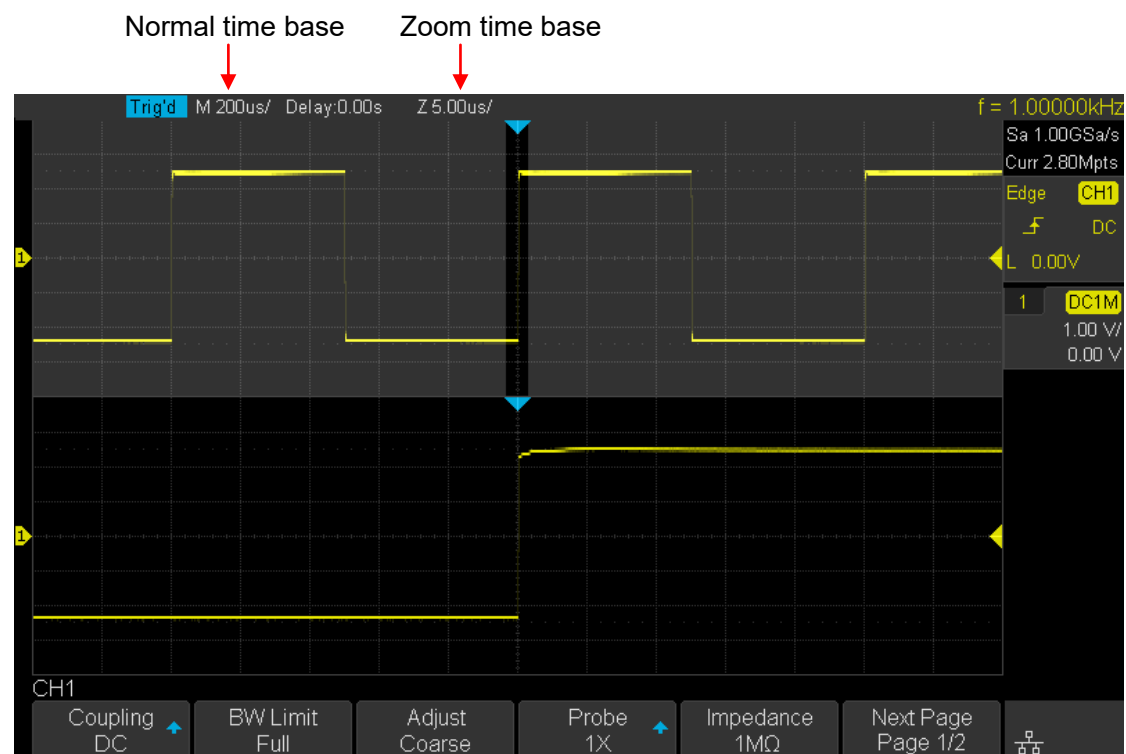 Normal time base Zoom time base
Trig'd M 200us/ Delay:0.00s Z 5.00us/ f = 1.00000kHz
Sa 1.00GSa/s
Curr 2.80Mpts
Edge CH1
DC
L 0.00V
1 DC1M
1.00 V/
0.00 V
1
1
CH1
Coupling BW Limit Adjust Probe Impedance Next Page
DC Full Coarse 1X 1MΩ Page 1/2